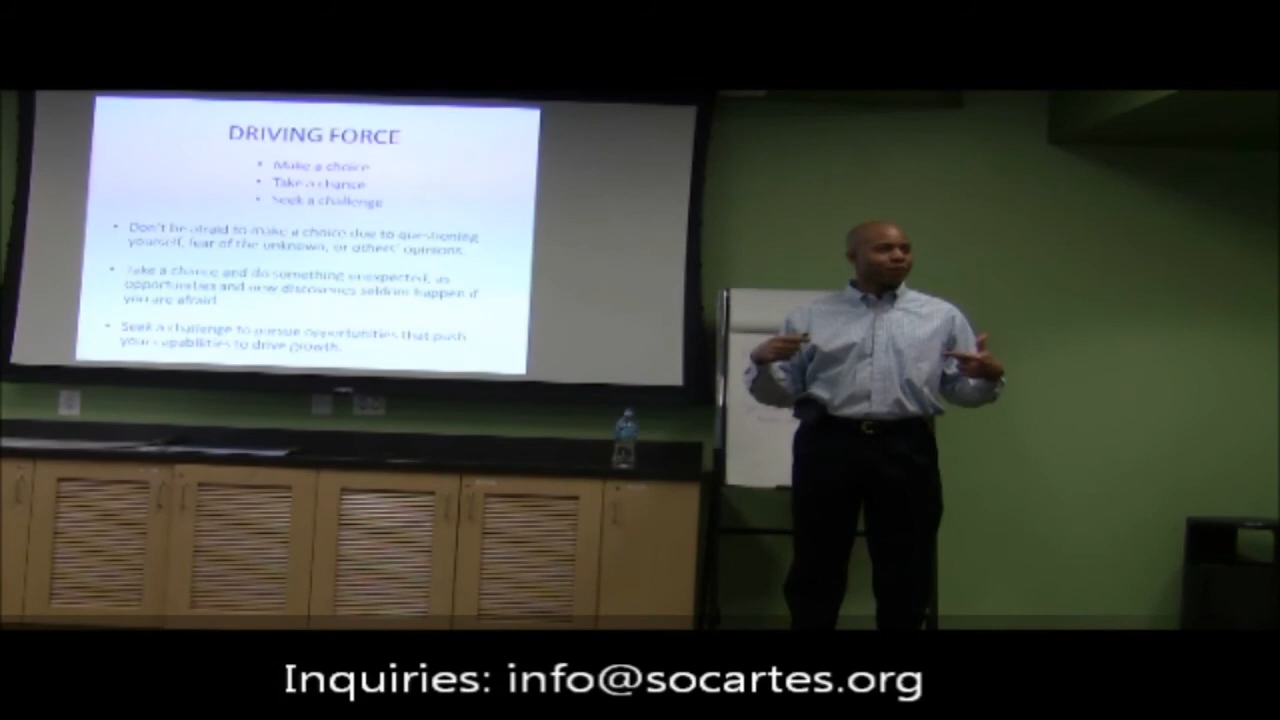 DRIVING FORCE
• Make a choice
• Take a chance
• Seek a challenge
• Don't be afraid to make a choice due to questioning
yourself, fear of the unknown, or others' opinions.
• Take a chance and do something unexpected, as
opportunities and new discoveries seldom happen if
you are afraid
• Seek a challenge to pursue opportunities that push
your capabilities to drive growth.
Inquiries: info@socartes.org